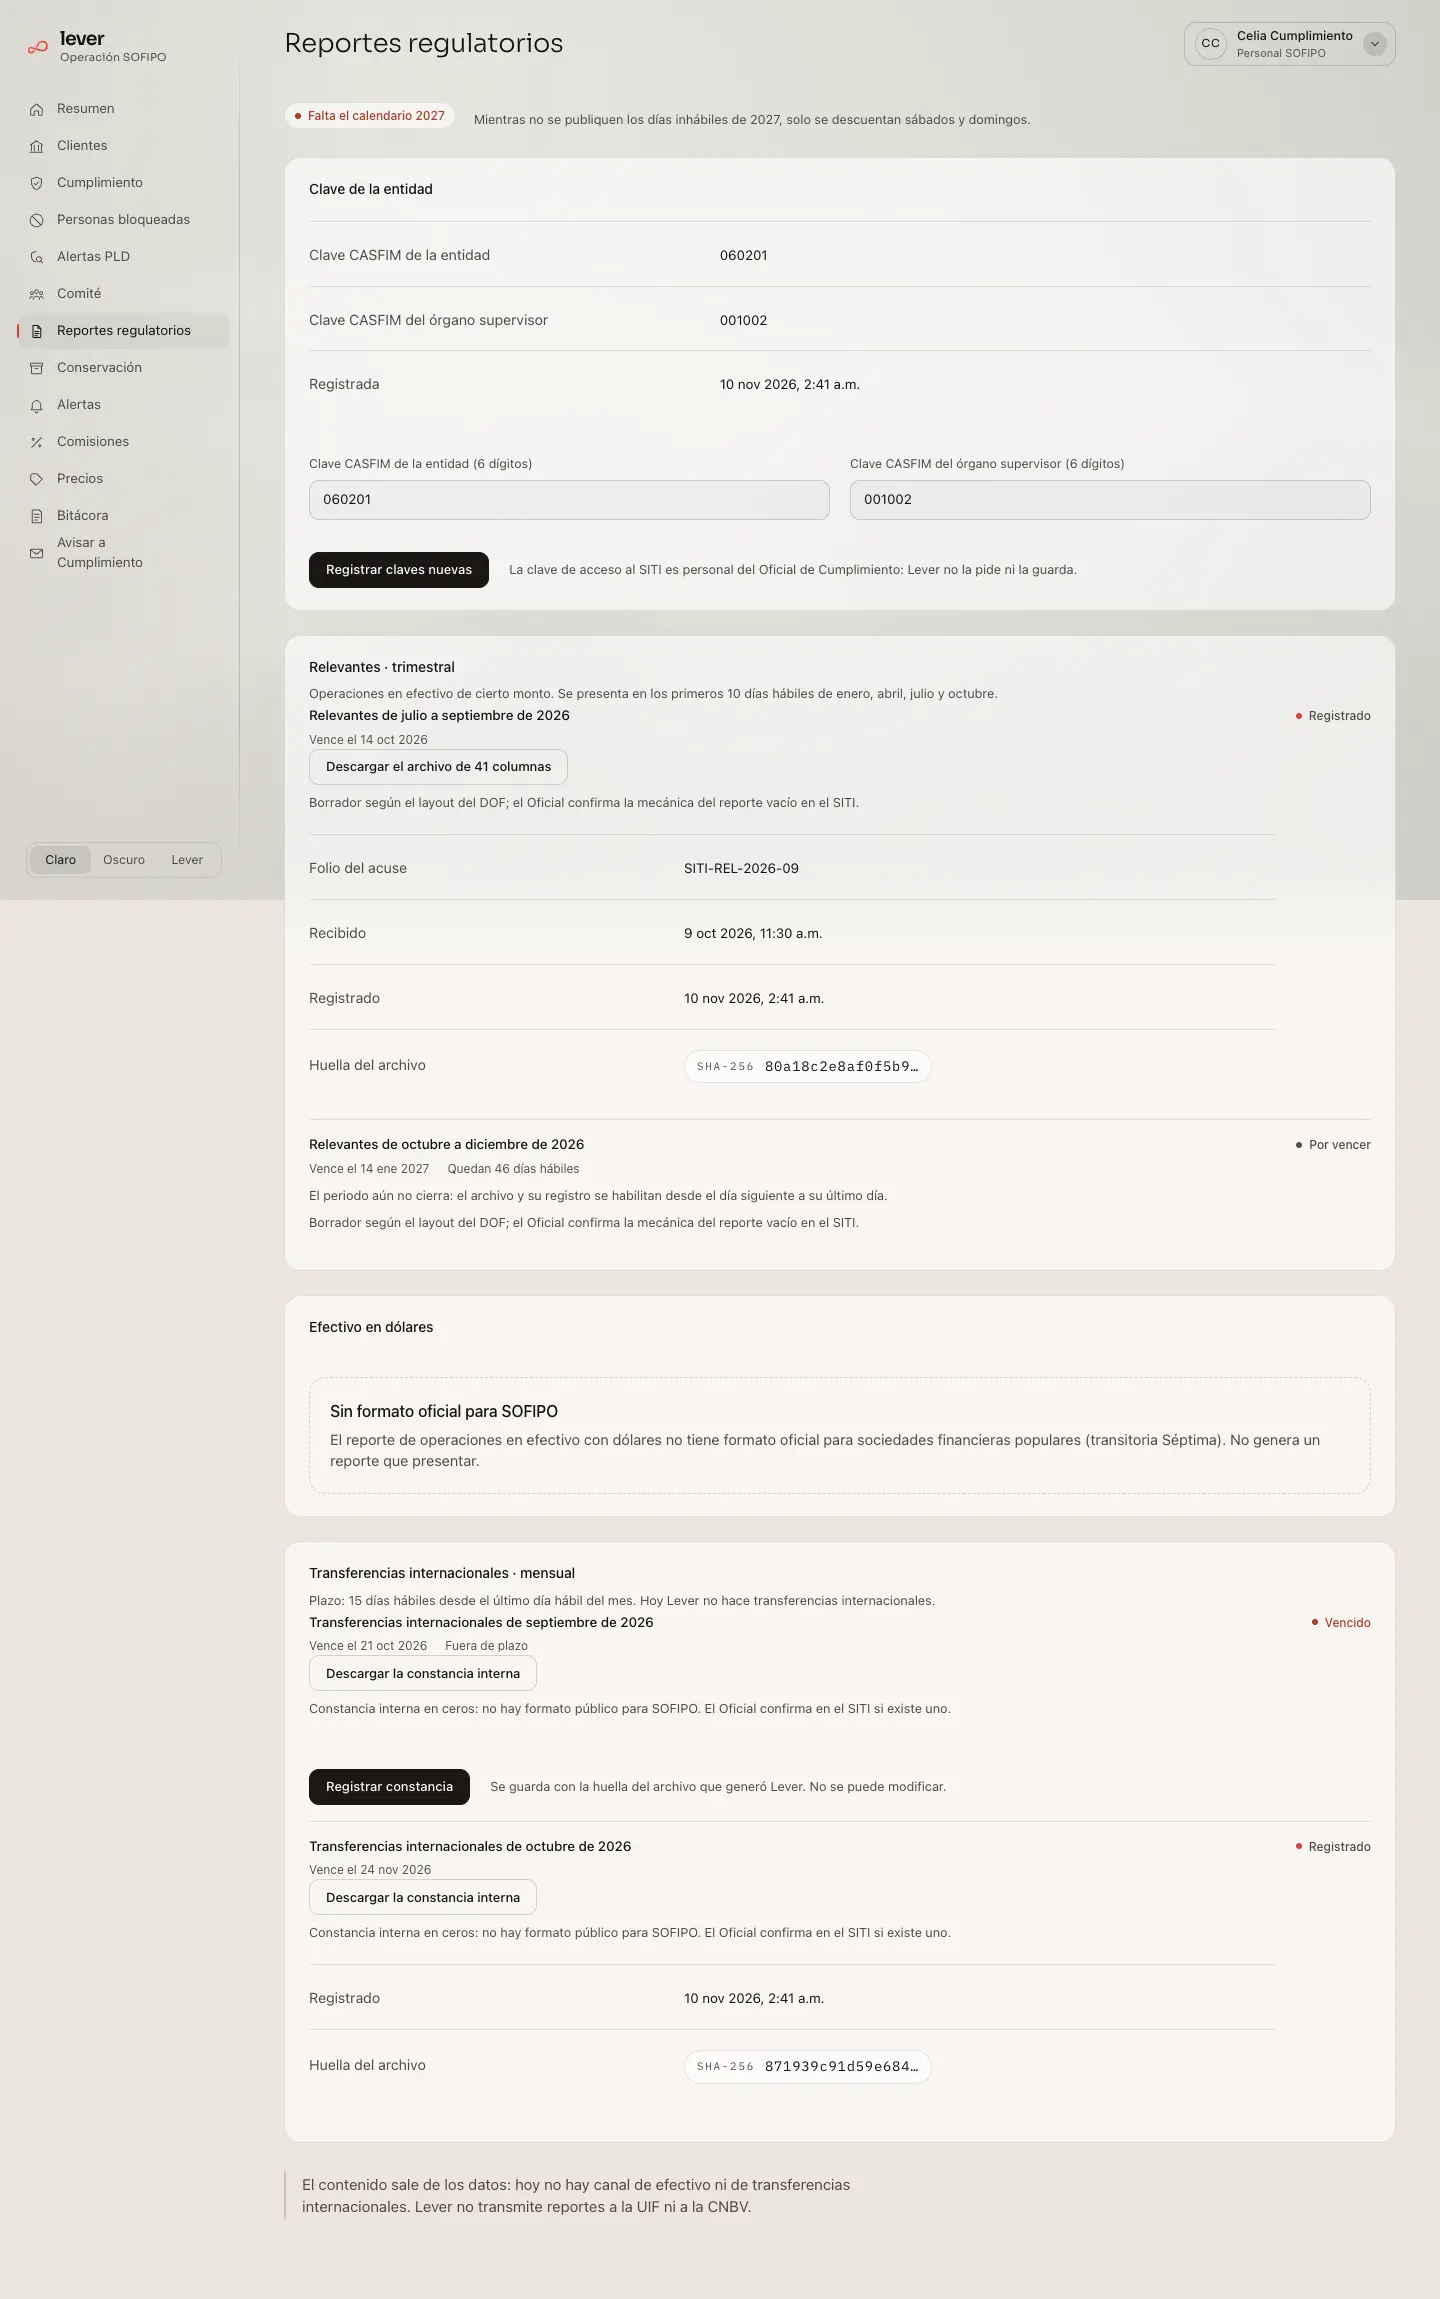 lever
Operación SOFIPO
Resumen
Clientes
Cumplimiento
Personas bloqueadas
Alertas PLD
Comité
Reportes regulatorios
Conservación
Alertas
Comisiones
Precios
Bitácora
Avisar a
Cumplimiento
Claro Oscuro Lever
Reportes regulatorios
CC
Celia Cumplimiento
Personal SOFIPO
Falta el calendario 2027
Mientras no se publiquen los días inhábiles de 2027, solo se descuentan sábados y domingos.
Clave de la entidad
Clave CASFIM de la entidad 060201
Clave CASFIM del órgano supervisor 001002
Registrada 10 nov 2026, 2:41 a.m.
Clave CASFIM de la entidad (6 dígitos) Clave CASFIM del órgano supervisor (6 dígitos)
060201 001002
Registrar claves nuevas La clave de acceso al SITI es personal del Oficial de Cumplimiento: Lever no la pide ni la guarda.
Relevantes · trimestral
Operaciones en efectivo de cierto monto. Se presenta en los primeros 10 días hábiles de enero, abril, julio y octubre.
Relevantes de julio a septiembre de 2026 Registrado
Vence el 14 oct 2026
Descargar el archivo de 41 columnas
Borrador según el layout del DOF; el Oficial confirma la mecánica del reporte vacío en el SITI.
Folio del acuse SITI-REL-2026-09
Recibido 9 oct 2026, 11:30 a.m.
Registrado 10 nov 2026, 2:41 a.m.
Huella del archivo SHA-256 80a18c2e8af0f5b9…
Relevantes de octubre a diciembre de 2026 Por vencer
Vence el 14 ene 2027 Quedan 46 días hábiles
El periodo aún no cierra: el archivo y su registro se habilitan desde el día siguiente a su último día.
Borrador según el layout del DOF; el Oficial confirma la mecánica del reporte vacío en el SITI.
Efectivo en dólares
Sin formato oficial para SOFIPO
El reporte de operaciones en efectivo con dólares no tiene formato oficial para sociedades financieras populares (transitoria Séptima). No genera un
reporte que presentar.
Transferencias internacionales · mensual
Plazo: 15 días hábiles desde el último día hábil del mes. Hoy Lever no hace transferencias internacionales.
Transferencias internacionales de septiembre de 2026 Vencido
Vence el 21 oct 2026 Fuera de plazo
Descargar la constancia interna
Constancia interna en ceros: no hay formato público para SOFIPO. El Oficial confirma en el SITI si existe uno.
Registrar constancia Se guarda con la huella del archivo que generó Lever. No se puede modificar.
Transferencias internacionales de octubre de 2026 Registrado
Vence el 24 nov 2026
Descargar la constancia interna
Constancia interna en ceros: no hay formato público para SOFIPO. El Oficial confirma en el SITI si existe uno.
Registrado 10 nov 2026, 2:41 a.m.
Huella del archivo SHA-256 871939c91d59e684…
El contenido sale de los datos: hoy no hay canal de efectivo ni de transferencias
internacionales. Lever no transmite reportes a la UIF ni a la CNBV.